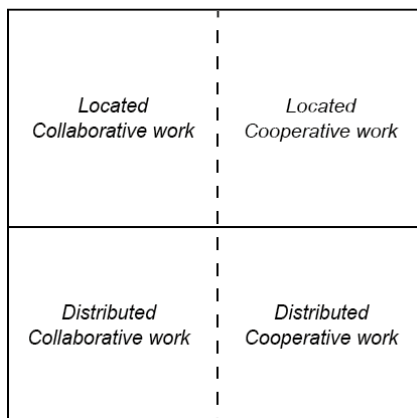 Located
Collaborative work
Located
Cooperative work
Distributed
Collaborative work
Distributed
Cooperative work